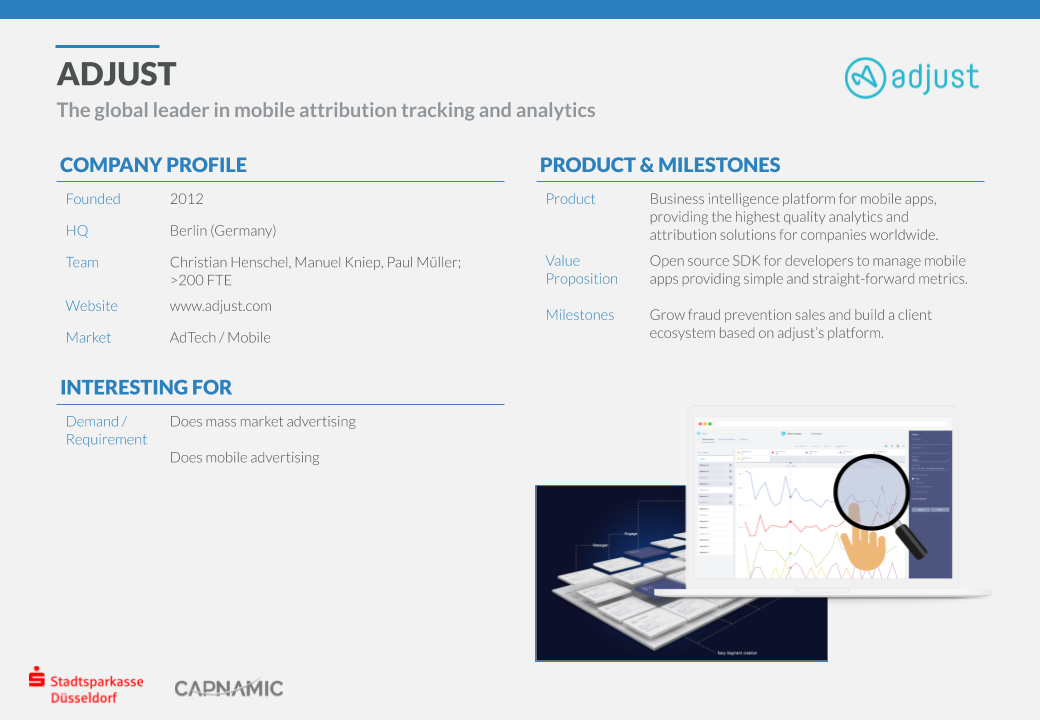 ADJUST
The global leader in mobile attribution tracking and analytics
adjust
COMPANY PROFILE
Founded 2012
HQ Berlin (Germany)
Team Christian Henschel, Manuel Kniep, Paul Müller;
>200 FTE
Website www.adjust.com
Market AdTech / Mobile
INTERESTING FOR
Demand / Does mass market advertising
Requirement
Does mobile advertising
PRODUCT & MILESTONES
Product Business intelligence platform for mobile apps,
providing the highest quality analytics and
attribution solutions for companies worldwide.
Value Open source SDK for developers to manage mobile
Proposition apps providing simple and straight-forward metrics.
Milestones Grow fraud prevention sales and build a client
ecosystem based on adjust's platform.
Engage
Retarget
Easy Segment creation
Stadtsparkasse
Düsseldorf
CAPNAMIC